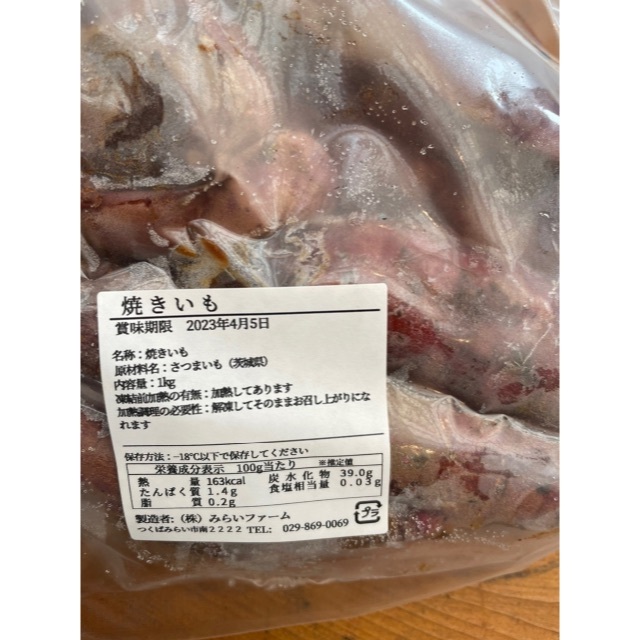 焼きいも
賞味期限 2023年4月5日
名称：焼きいも
原材料名：さつまいも（茨城県）
内容量：1kg
凍結前加熱の有無：加熱してあります
加熱調理の必要性：解凍してそのままお召し上がりにな
れます
保存方法：-18℃以下で保存してください
栄養成分表示 100g当たり ※推定値
熱量 163kcal 炭水化物 39.0g
たんぱく質 1.4g 食塩相当量 0.03g
脂質 0.2g
製造者：（株）みらいファーム
つくばみらい市南2222 TEL: 029-869-0069
プラ